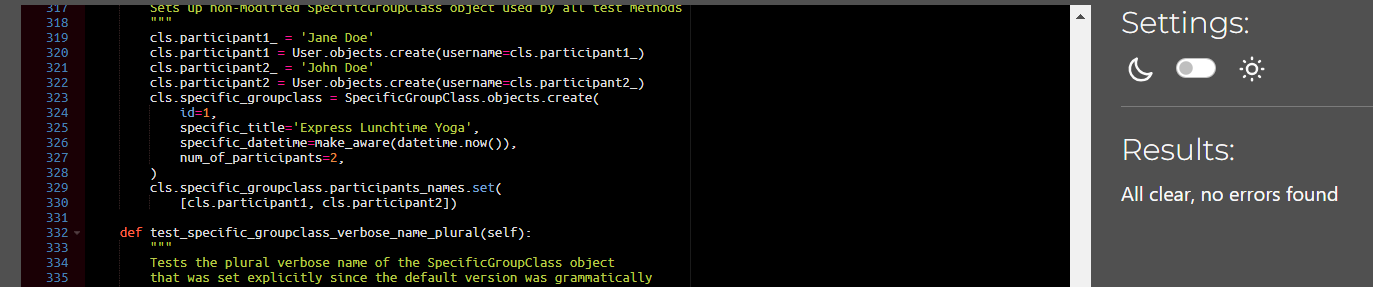 317 Sets up non-modified SpecificGroupClass object used by all test methods
318 """
319 cls.participant1_ = 'Jane Doe'
320 cls.participant1 = User.objects.create(username=cls.participant1_)
321 cls.participant2_ = 'John Doe'
322 cls.participant2 = User.objects.create(username=cls.participant2_)
323 cls.specific_groupclass = SpecificGroupClass.objects.create(
324 id=1,
325 specific_title='Express Lunchtime Yoga',
326 specific_datetime=make_aware(datetime.now()),
327 num_of_participants=2,
328 )
329 cls.specific_groupclass.participants_names.set(
330 [cls.participant1, cls.participant2])
331
332 def test_specific_groupclass_verbose_name_plural(self):
333 """
334 Tests the plural verbose name of the SpecificGroupClass object
335 that was set explicitly since the default version was grammatically
Settings:
Results:
All clear, no errors found